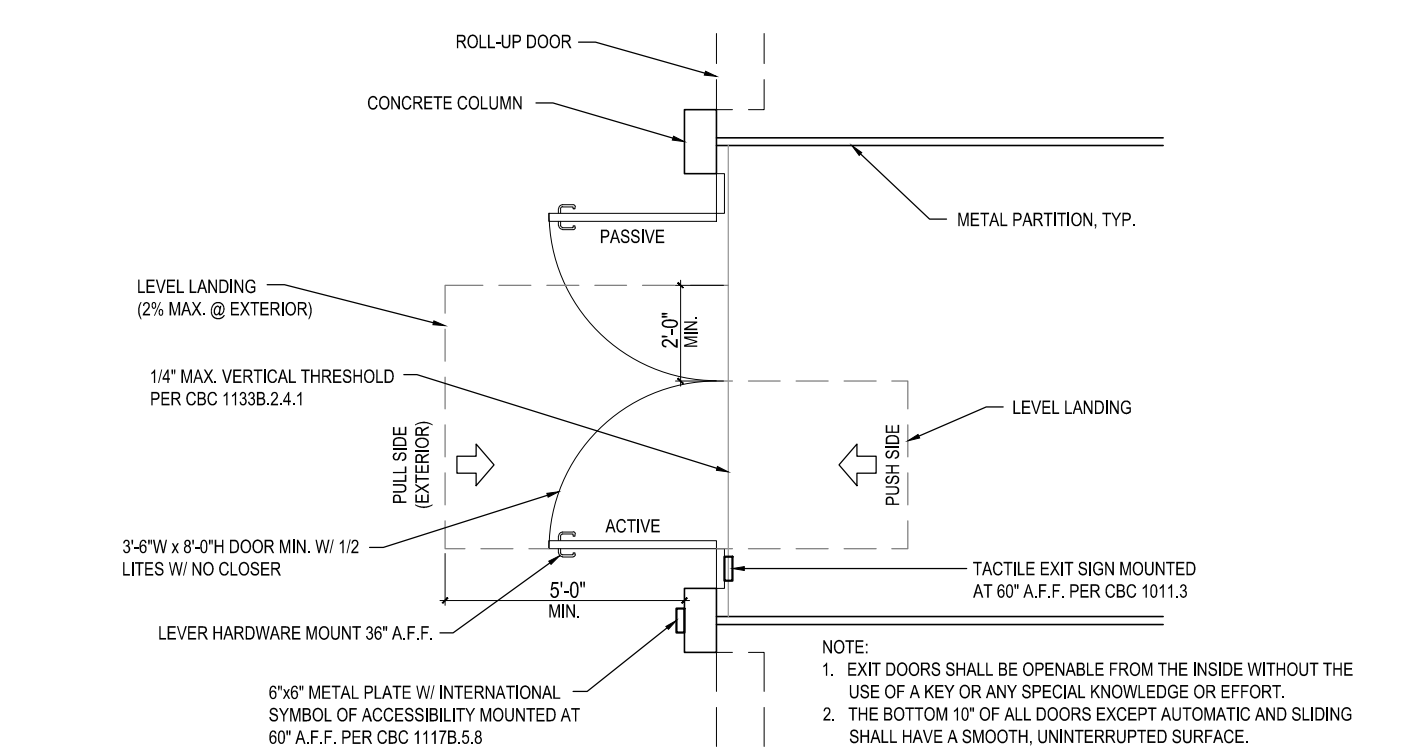 ROLL-UP DOOR
CONCRETE COLUMN
METAL PARTITION, TYP.
PASSIVE
LEVEL LANDING
(2% MAX. @ EXTERIOR)
2'-0"
MIN.
1/4" MAX. VERTICAL THRESHOLD
PER CBC 1133B.2.4.1
LEVEL LANDING
PULL SIDE
(EXTERIOR)
PUSH SIDE
ACTIVE
3'-6"W x 8'-0"H DOOR MIN. W/ 1/2
LITES W/ NO CLOSER
TACTILE EXIT SIGN MOUNTED
AT 60" A.F.F. PER CBC 1011.3
5'-0"
MIN.
LEVER HARDWARE MOUNT 36" A.F.F.
6"x6" METAL PLATE W/ INTERNATIONAL
SYMBOL OF ACCESSIBILITY MOUNTED AT
60" A.F.F. PER CBC 1117B.5.8
NOTE:
1. EXIT DOORS SHALL BE OPENABLE FROM THE INSIDE WITHOUT THE
USE OF A KEY OR ANY SPECIAL KNOWLEDGE OR EFFORT.
2. THE BOTTOM 10" OF ALL DOORS EXCEPT AUTOMATIC AND SLIDING
SHALL HAVE A SMOOTH, UNINTERRUPTED SURFACE.